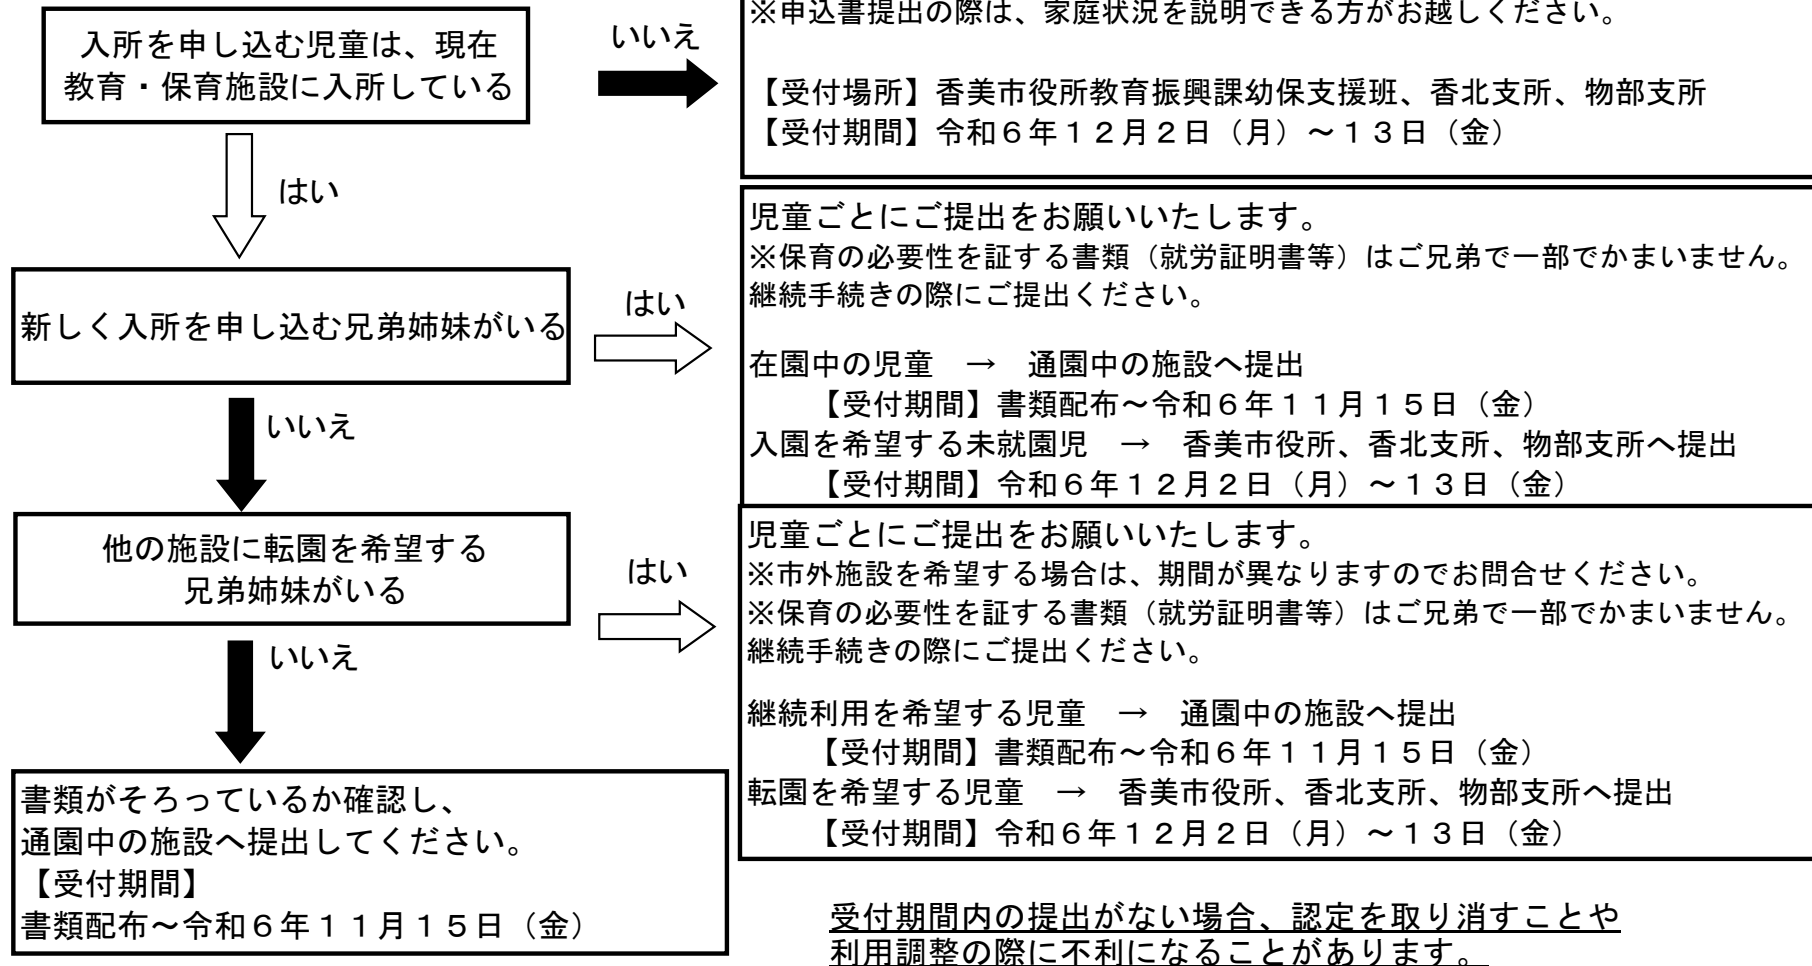 ※申込書提出の際は、家庭状況を説明できる方がお越しください。
入所を申し込む児童は、現在
教育・保育施設に入所している
いいえ
【受付場所】香美市役所教育振興課幼保支援班、香北支所、物部支所
【受付期間】令和６年１２月２日（月）～１３日（金）
はい
児童ごとにご提出をお願いいたします。
※保育の必要性を証する書類（就労証明書等）はご兄弟で一部でかまいません。
継続手続きの際にご提出ください。
新しく入所を申し込む兄弟姉妹がいる
はい
在園中の児童　→　通園中の施設へ提出
【受付期間】書類配布～令和６年１１月１５日（金）
入園を希望する未就園児　→　香美市役所、香北支所、物部支所へ提出
【受付期間】令和６年１２月２日（月）～１３日（金）
いいえ
他の施設に転園を希望する
兄弟姉妹がいる
はい
児童ごとにご提出をお願いいたします。
※市外施設を希望する場合は、期間が異なりますのでお問合せください。
※保育の必要性を証する書類（就労証明書等）はご兄弟で一部でかまいません。
継続手続きの際にご提出ください。
継続利用を希望する児童　→　通園中の施設へ提出
【受付期間】書類配布～令和６年１１月１５日（金）
転園を希望する児童　→　香美市役所、香北支所、物部支所へ提出
【受付期間】令和６年１２月２日（月）～１３日（金）
いいえ
書類がそろっているか確認し、
通園中の施設へ提出してください。
【受付期間】
書類配布～令和６年１１月１５日（金）
受付期間内の提出がない場合、認定を取り消すことや
利用調整の際に不利になることがあります。